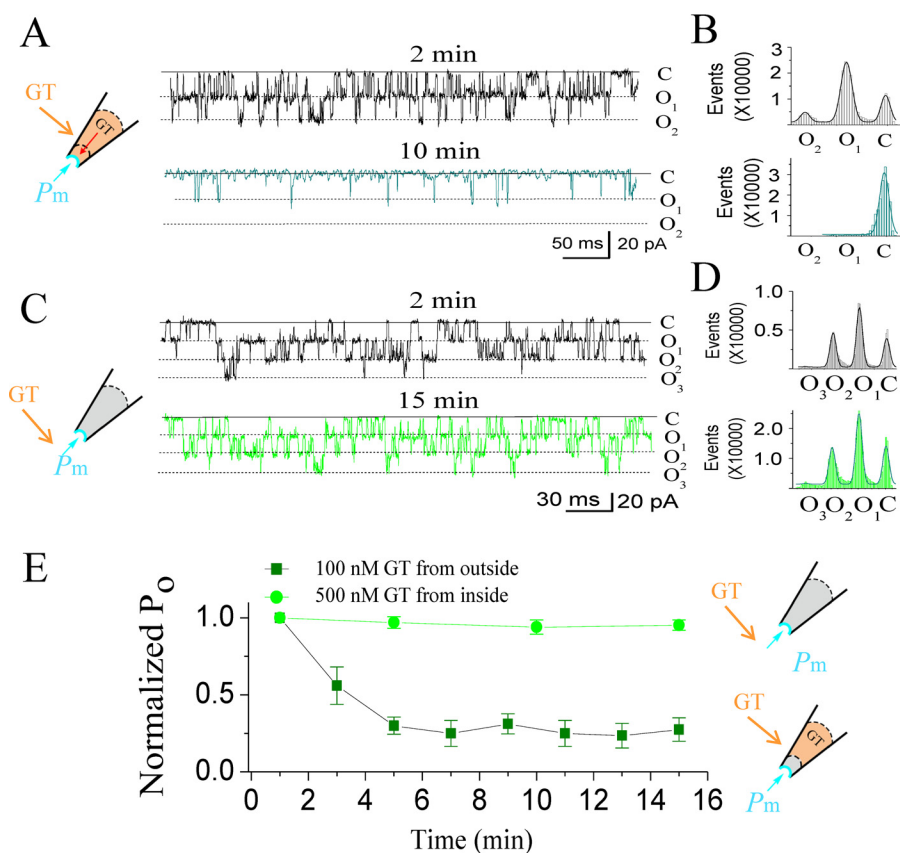 A
B
2 min
GT
GT
Pm
C
O1
O2
10 min
C
O1
O2
50 ms 20 pA
Events
(X10000)
3
2
1
O2 O1 C
Events
(X10000)
3
2
1
O2 O1 C
C
D
2 min
GT
Pm
C
O1
O2
O3
15 min
C
O1
O2
O3
30 ms 20 pA
Events
(X10000)
1.0
0.5
O3 O2 O1 C
Events
(X10000)
2.0
1.0
O3 O2 O1 C
E
100 nM GT from outside
500 nM GT from inside
Normalized Po
1.0
0.5
0.0
0 2 4 6 8 10 12 14 16
Time (min)
GT
Pm
GT
GT
Pm